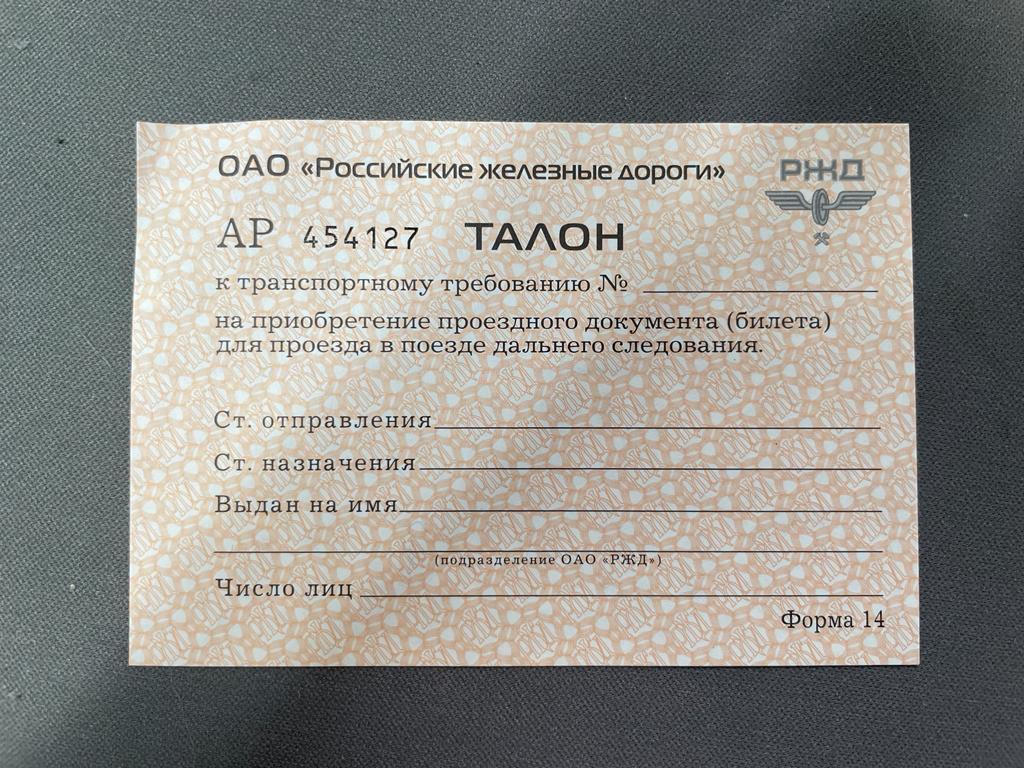 ОАО «Российские железные дороги»
РЖД
АР 454127 ТАЛОН
к транспортному требованию №
на приобретение проездного документа (билета)
для проезда в поезде дальнего следования.
Ст. отправления
Ст. назначения
Выдан на имя
(подразделение ОАО «РЖД»)
Число лиц
Форма 14